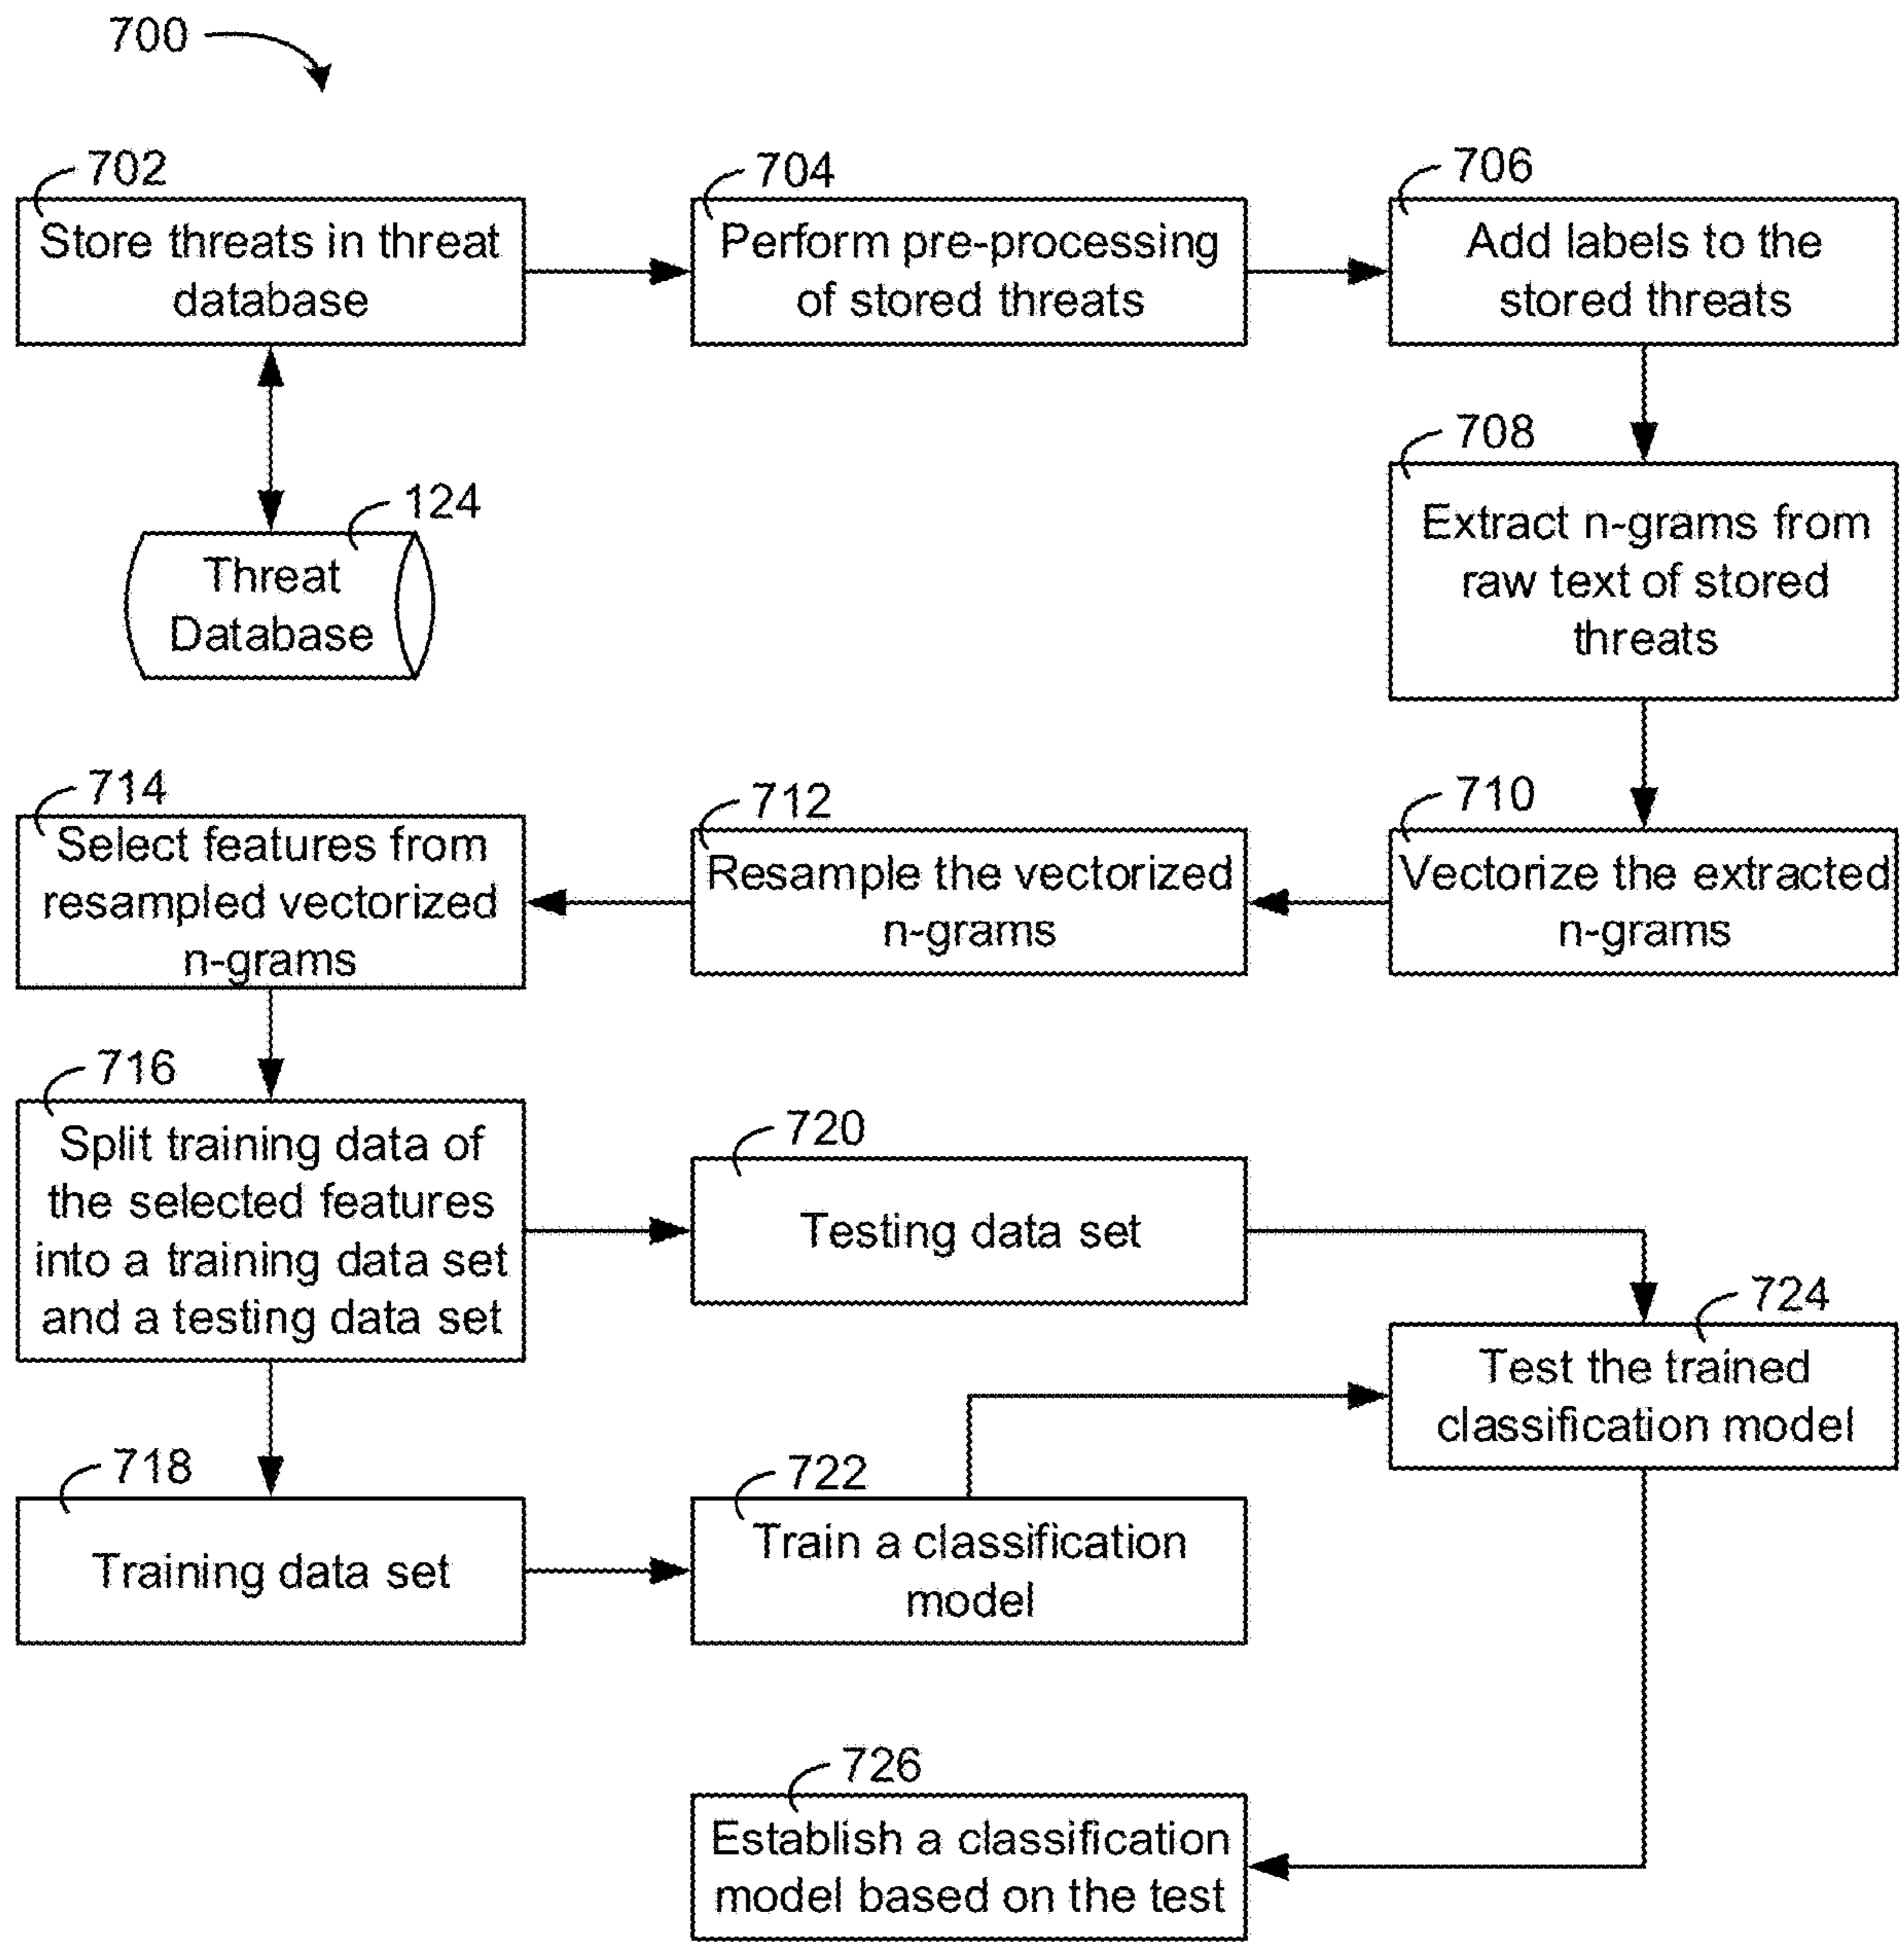 700
702
Store threats in threat
database
704
Perform pre-processing
of stored threats
706
Add labels to the
stored threats
124
Threat
Database
708
Extract n-grams from
raw text of stored
threats
710
Vectorize the extracted
n-grams
712
Resample the vectorized
n-grams
714
Select features from
resampled vectorized
n-grams
716
Split training data of
the selected features
into a training data set
and a testing data set
720
Testing data set
718
Training data set
722
Train a classification
model
724
Test the trained
classification model
726
Establish a classification
model based on the test